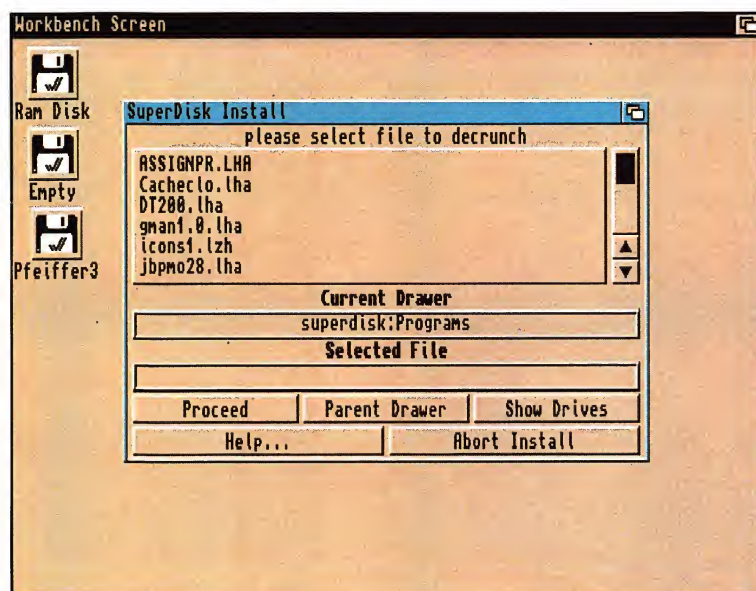 Workbench Screen
Ram Disk
Empty
Pfeiffer3
SuperDisk Install
please select file to decrunch
ASSIGNPR.LHA
Cacheclo.lha
DT200.lha
gman1.0.lha
icons1.lzh
jbpmo28.lha
Current Drawer
superdisk:Programs
Selected File
Proceed
Parent Drawer
Show Drives
Help...
Abort Install